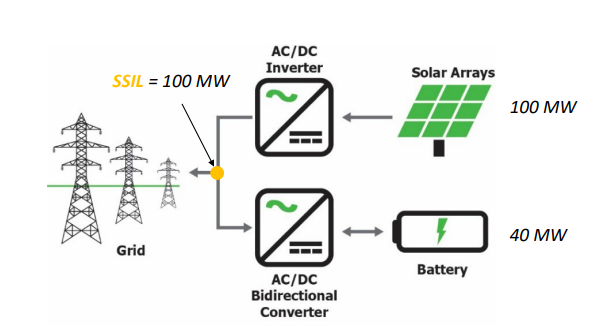 AC/DC
Inverter
Solar Arrays
SSIL = 100 MW
100 MW
Grid
40 MW
Battery
AC/DC
Bidirectional
Converter